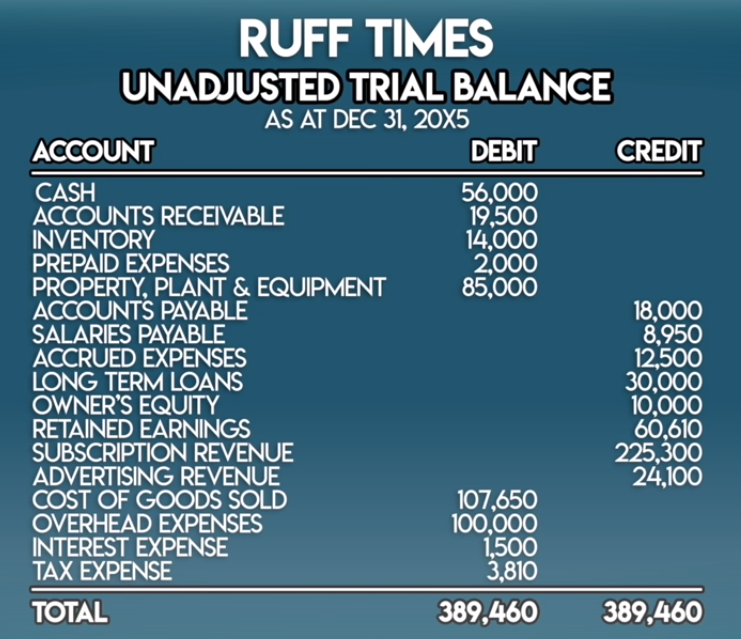 RUFF TIMES
UNADJUSTED TRIAL BALANCE
AS AT DEC 31, 20X5
ACCOUNT DEBIT CREDIT
CASH 56,000
ACCOUNTS RECEIVABLE 19,500
INVENTORY 14,000
PREPAID EXPENSES 2,000
PROPERTY, PLANT & EQUIPMENT 85,000
ACCOUNTS PAYABLE 18,000
SALARIES PAYABLE 8,950
ACCRUED EXPENSES 12,500
LONG TERM LOANS 30,000
OWNER'S EQUITY 10,000
RETAINED EARNINGS 60,610
SUBSCRIPTION REVENUE 225,300
ADVERTISING REVENUE 24,100
COST OF GOODS SOLD 107,650
OVERHEAD EXPENSES 100,000
INTEREST EXPENSE 1,500
TAX EXPENSE 3,810
TOTAL 389,460 389,460